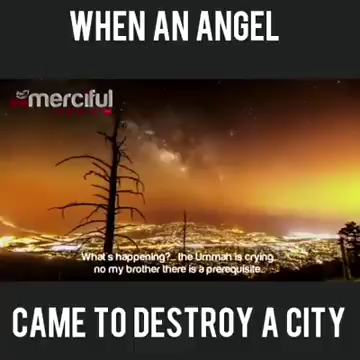 WHEN AN ANGEL
merciful
What's happening?.. the Ummah is crying.
no my brother there is a prerequisite.
CAME TO DESTROY A CITY